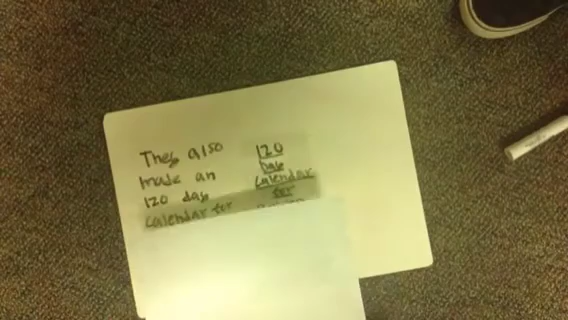 They also
made an
120 day
calendar for
120
Day
Calendar
for